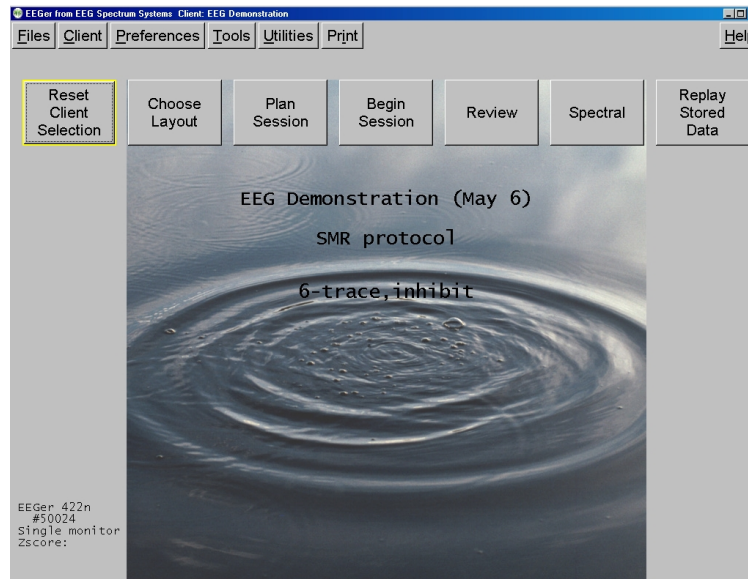 EEGer from EEG Spectrum Systems Client: EEG Demonstration
Files Client Preferences Tools Utilities Print Hel
Reset Client Selection
Choose Layout
Plan Session
Begin Session
Review
Spectral
Replay Stored Data
EEG Demonstration (May 6)
SMR protocol
6-trace,inhibit
EEGer 422n
#50024
Single monitor
Zscore: